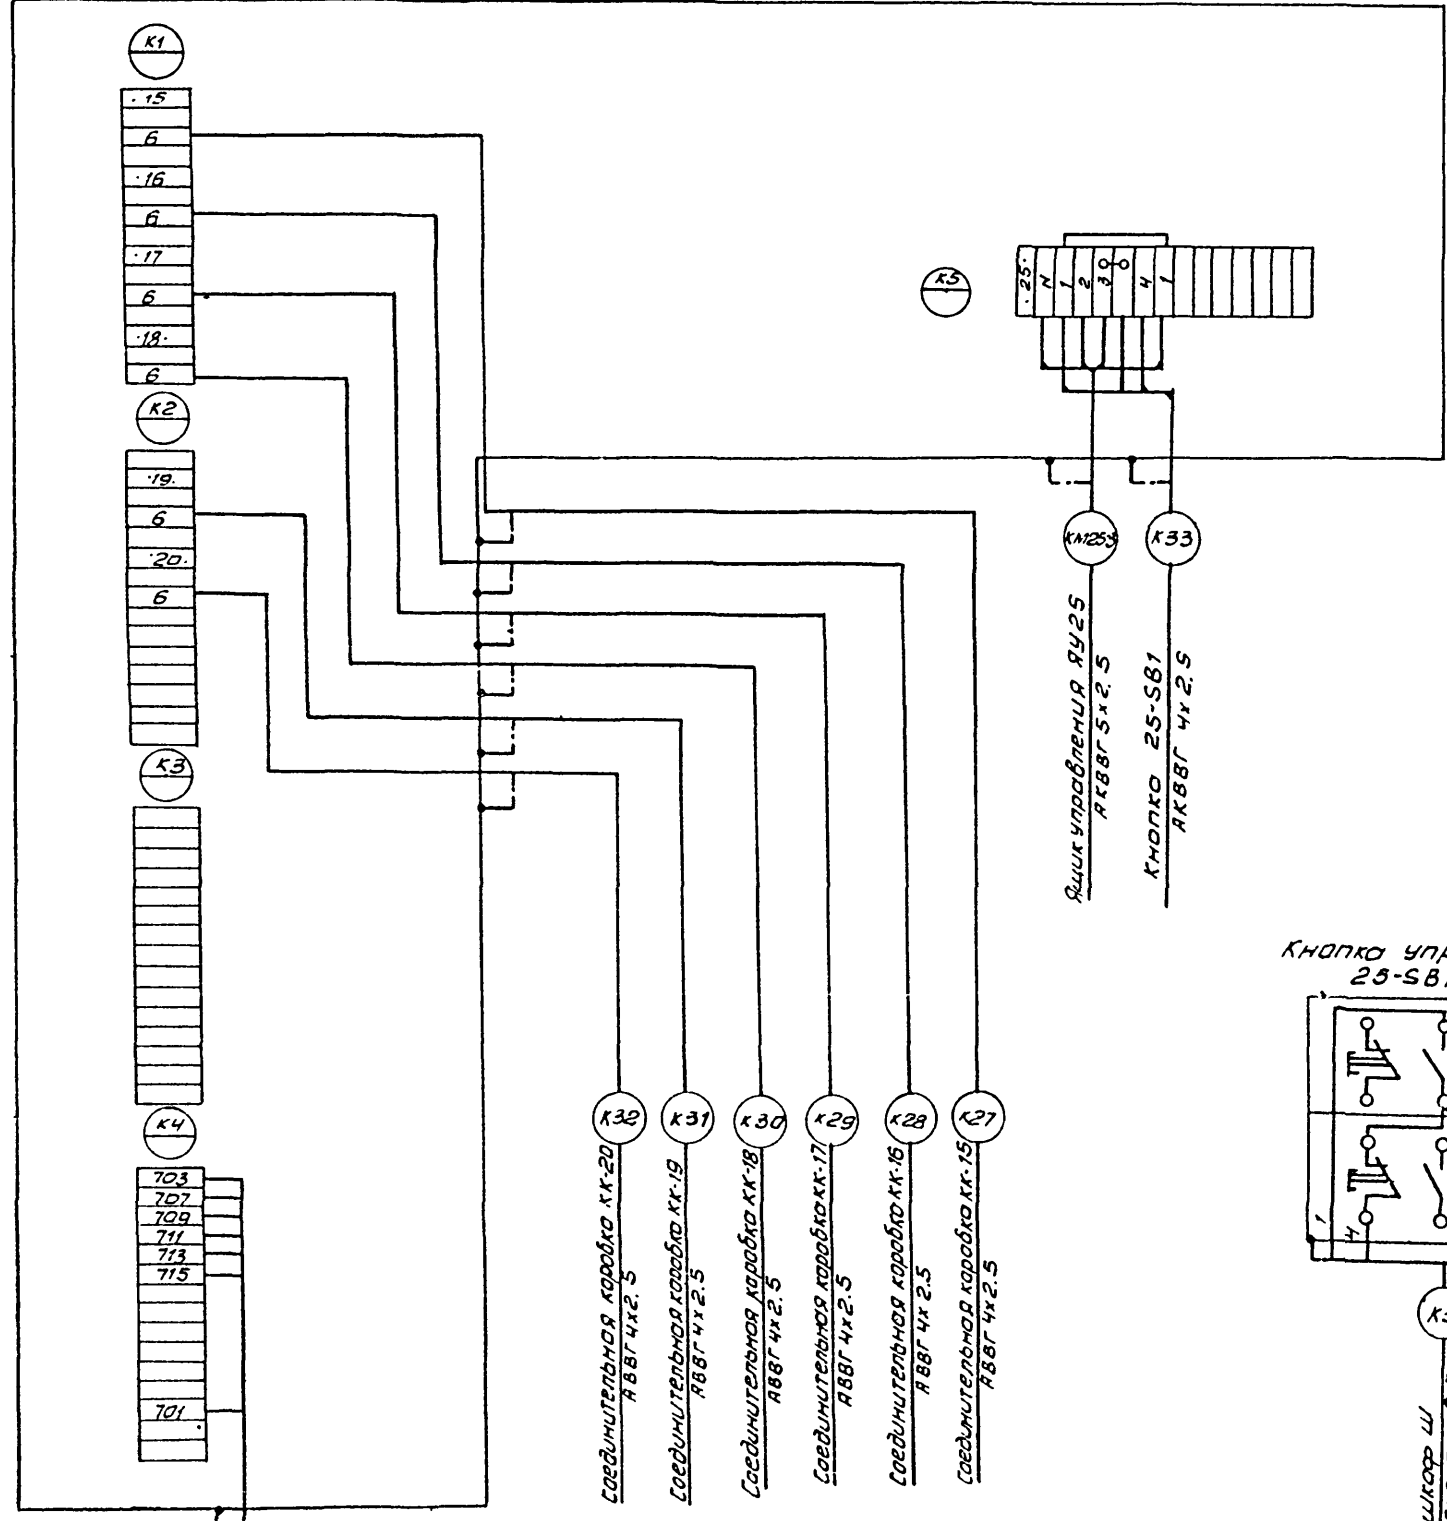 К1
·15
6
·16
6
·17
6
·18·
6
К2
·19·
6
·20·
6
К3
К4
703
707
709
711
713
715
701
К5
·25·
N
1
2
3
4
1
К33
Ящик управления ЯУ25
АКВВГ 5х2.5
Кнопка 25-SB1
АКВВГ 4х2.5
К32
К31
К30
К29
К28
К27
Соединительная коробка КК-20
АВВГ 4х2.5
Соединительная коробка КК-19
АВВГ 4х2.5
Соединительная коробка КК-18
АВВГ 4х2.5
Соединительная коробка КК-17
АВВГ 4х2.5
Соединительная коробка КК-16
АВВГ 4х2.5
Соединительная коробка КК-15
АВВГ 4х2.5
Кнопка упр
25-SB
1
4
Шкаф Ш